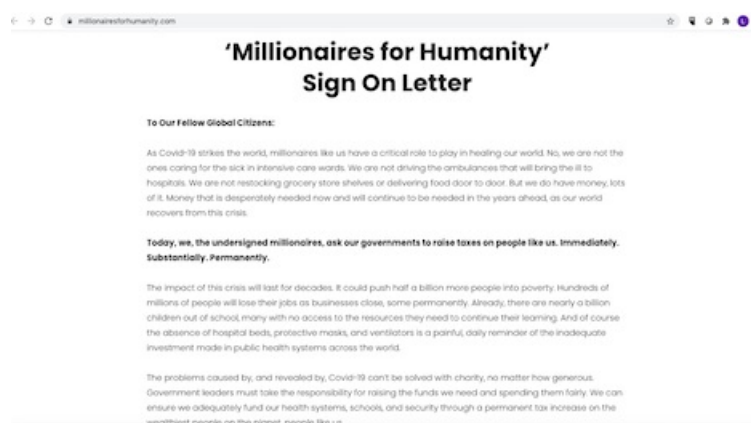 millionairesforhumanity.com
‘Millionaires for Humanity’
Sign On Letter
To Our Fellow Global Citizens:
As Covid-19 strikes the world, millionaires like us have a critical role to play in healing our world. No, we are not the
ones caring for the sick in intensive care wards. We are not driving the ambulances that will bring the ill to
hospitals. We are not restocking grocery store shelves or delivering food door to door. But we do have money, lots
of it. Money that is desperately needed now and will continue to be needed in the years ahead, as our world
recovers from this crisis.
Today, we, the undersigned millionaires, ask our governments to raise taxes on people like us. Immediately.
Substantially. Permanently.
The impact of this crisis will last for decades. It could push half a billion more people into poverty. Hundreds of
millions of people will lose their jobs as businesses close, some permanently. Already, there are nearly a billion
children out of school, many with no access to the resources they need to continue their learning. And of course
the absence of hospital beds, protective masks, and ventilators is a painful, daily reminder of the inadequate
investment made in public health systems across the world.
The problems caused by, and revealed by, Covid-19 can't be solved with charity, no matter how generous.
Government leaders must take the responsibility for raising the funds we need and spending them fairly. We can
ensure we adequately fund our health systems, schools, and security through a permanent tax increase on the
wealthiest people on the planet, people like us.